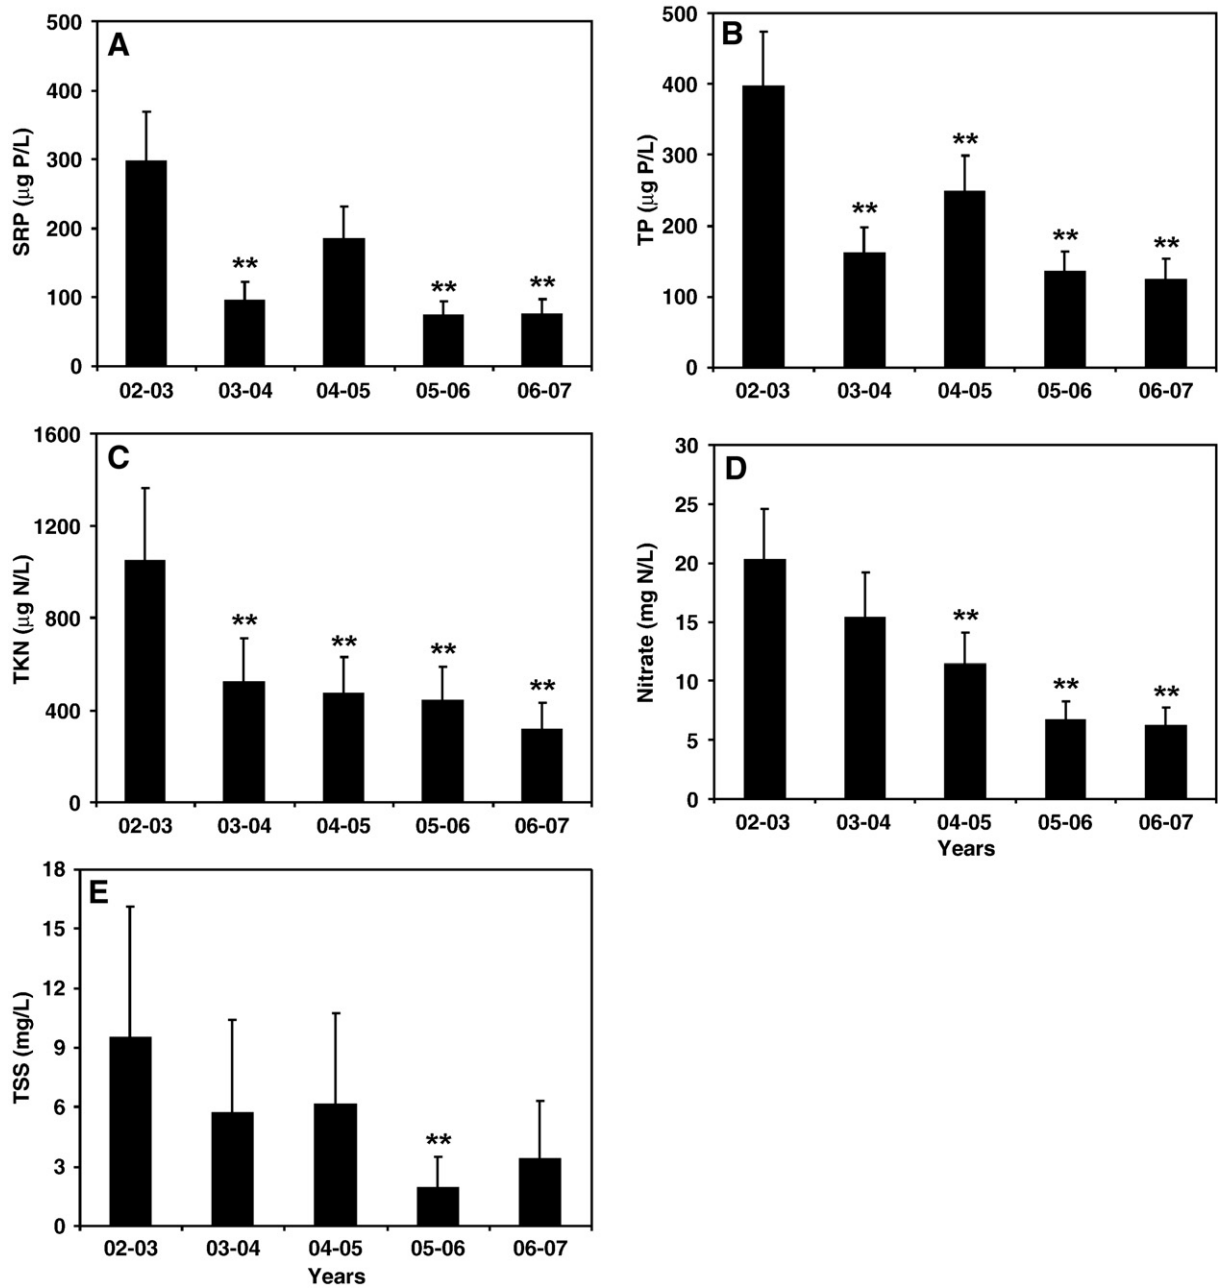 A
SRP (μg P/L)
500
400
300
200
100
0
**
**
**
02-03 03-04 04-05 05-06 06-07
B
TP (μg P/L)
500
400
300
200
100
0
**
**
**
**
02-03 03-04 04-05 05-06 06-07
C
TKN (μg N/L)
1600
1200
800
400
0
**
**
**
**
02-03 03-04 04-05 05-06 06-07
D
Nitrate (mg N/L)
30
25
20
15
10
5
0
**
**
**
02-03 03-04 04-05 05-06 06-07
Years
E
TSS (mg/L)
18
15
12
9
6
3
0
**
02-03 03-04 04-05 05-06 06-07
Years